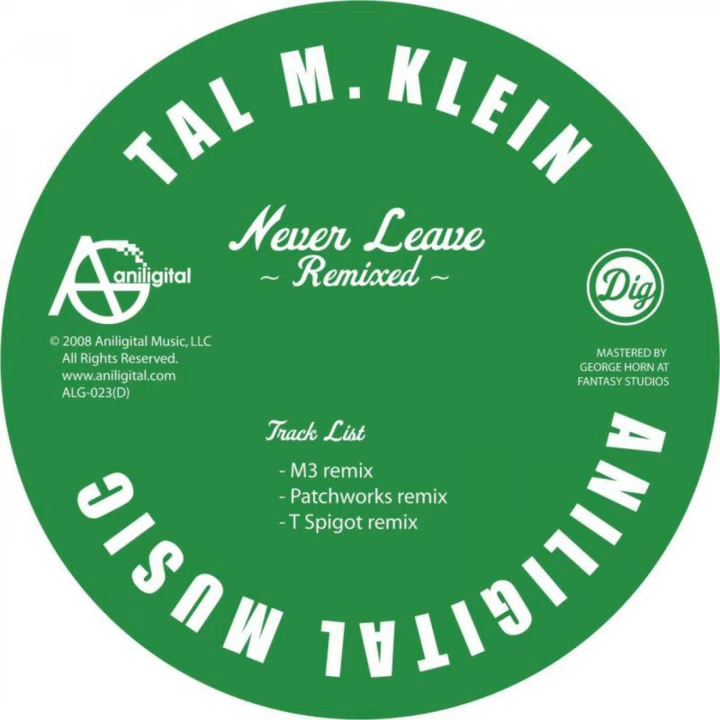 TAL M. KLEIN
Never Leave
~ Remixed ~
AG
aniligital
Dig
© 2008 Aniligital Music, LLC
All Rights Reserved.
www.aniligital.com
ALG-023(D)
MASTERED BY
GEORGE HORN AT
FANTASY STUDIOS
Track List
- M3 remix
- Patchworks remix
- T Spigot remix
ANILIGITAL MUSIC